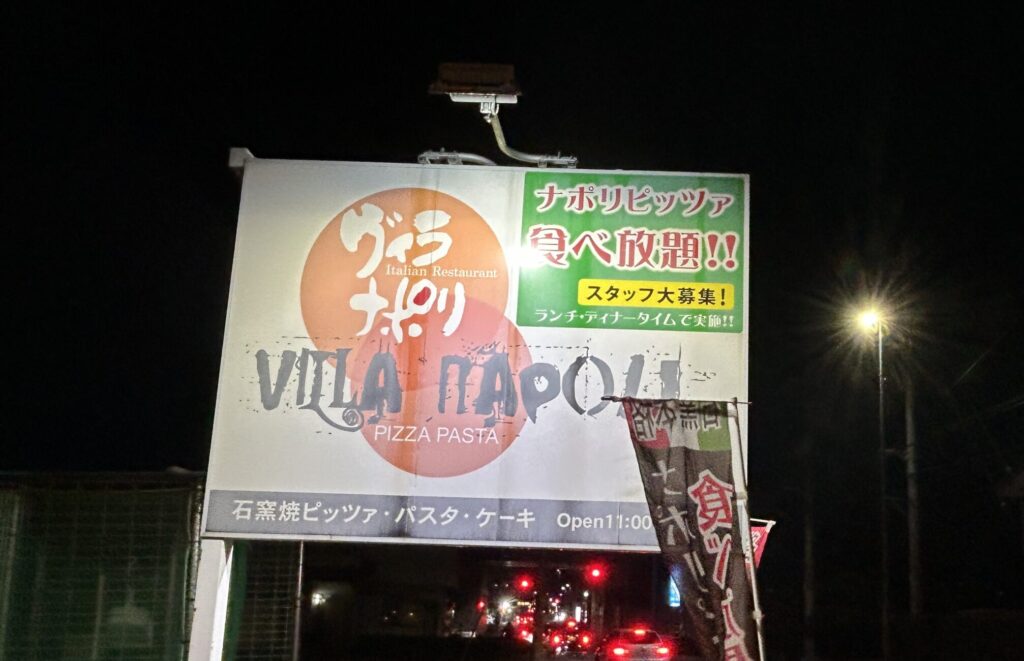 ヴィラ
Italian Restaurant
ナポリ
VILLA NAPOLI
PIZZA PASTA
ナポリピッツァ
食べ放題!!
スタッフ大募集!
ランチ・ディナータイムで実施!!
石窯焼ピッツァ・パスタ・ケーキ Open11:00